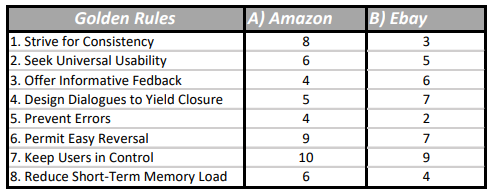 Golden Rules A) Amazon B) Ebay
1. Strive for Consistency 8 3
2. Seek Universal Usability 6 5
3. Offer Informative Fedback 4 6
4. Design Dialogues to Yield Closure 5 7
5. Prevent Errors 4 2
6. Permit Easy Reversal 9 7
7. Keep Users in Control 10 9
8. Reduce Short-Term Memory Load 6 4